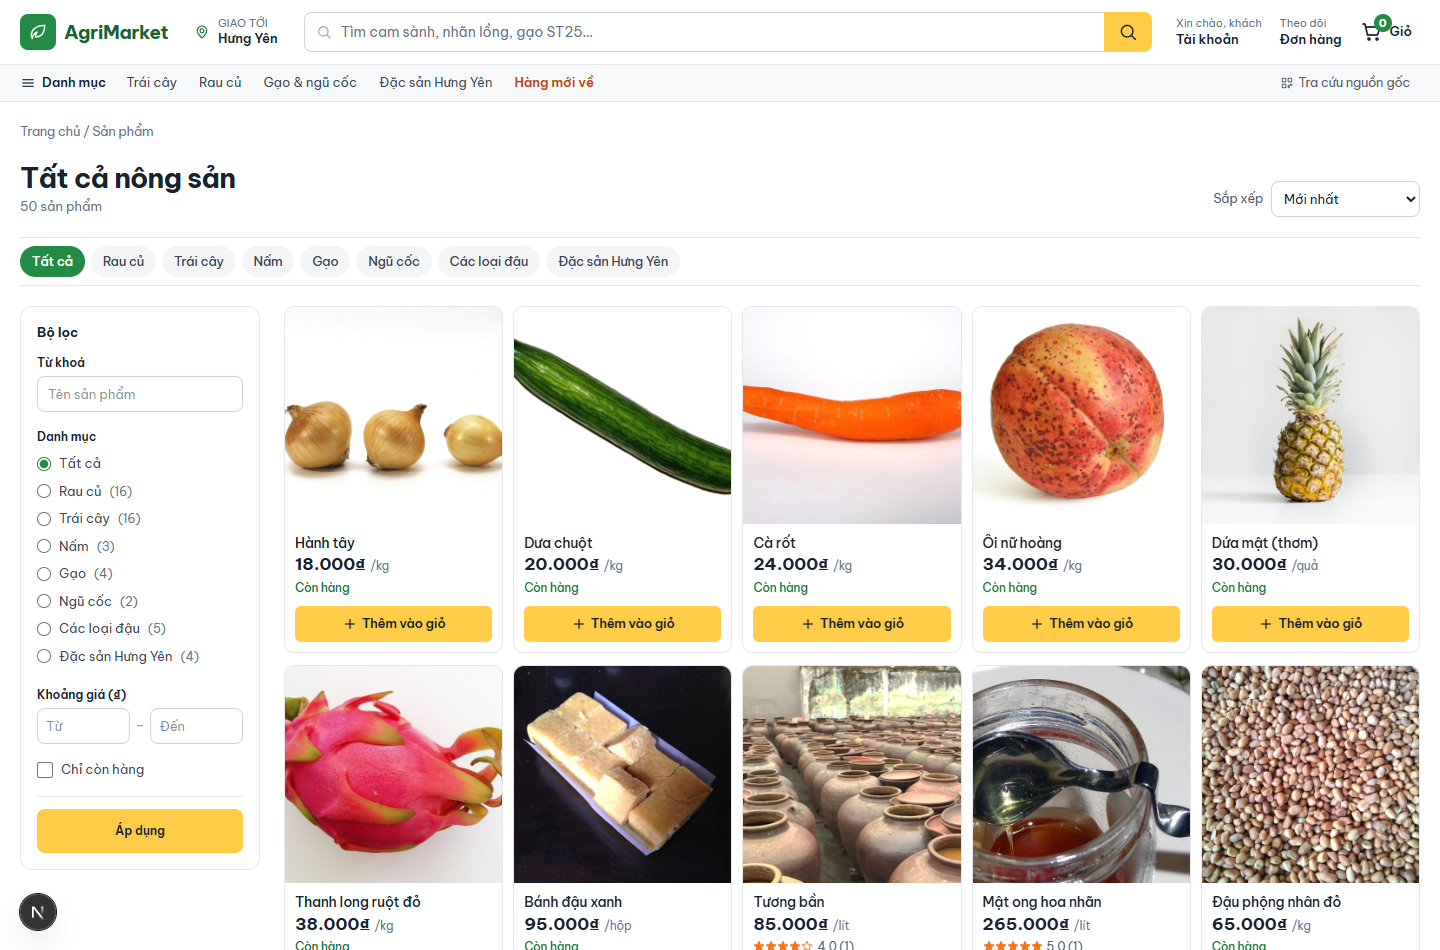 AgriMarket
GIAO TỚI
Hưng Yên
Tìm cam sành, nhãn lồng, gạo ST25...
Xin chào, khách
Tài khoản
Theo dõi
Đơn hàng
0
Giỏ
Danh mục
Trái cây
Rau củ
Gạo & ngũ cốc
Đặc sản Hưng Yên
Hàng mới về
Tra cứu nguồn gốc
Trang chủ / Sản phẩm
Tất cả nông sản
50 sản phẩm
Sắp xếp
Mới nhất
Tất cả
Rau củ
Trái cây
Nấm
Gạo
Ngũ cốc
Các loại đậu
Đặc sản Hưng Yên
Bộ lọc
Từ khoá
Tên sản phẩm
Danh mục
Tất cả
Rau củ (16)
Trái cây (16)
Nấm (3)
Gạo (4)
Ngũ cốc (2)
Các loại đậu (5)
Đặc sản Hưng Yên (4)
Khoảng giá (₫)
Từ
–
Đến
Chỉ còn hàng
Áp dụng
N
Hành tây
18.000₫ /kg
Còn hàng
+ Thêm vào giỏ
Dưa chuột
20.000₫ /kg
Còn hàng
+ Thêm vào giỏ
Cà rốt
24.000₫ /kg
Còn hàng
+ Thêm vào giỏ
Ổi nữ hoàng
34.000₫ /kg
Còn hàng
+ Thêm vào giỏ
Dứa mật (thơm)
30.000₫ /quả
Còn hàng
+ Thêm vào giỏ
Thanh long ruột đỏ
38.000₫ /kg
Còn hàng
Bánh đậu xanh
95.000₫ /hộp
Còn hàng
Tương bần
85.000₫ /lít
4.0 (1)
Mật ong hoa nhãn
265.000₫ /lít
5.0 (1)
Đậu phộng nhân đỏ
65.000₫ /kg
Còn hàng